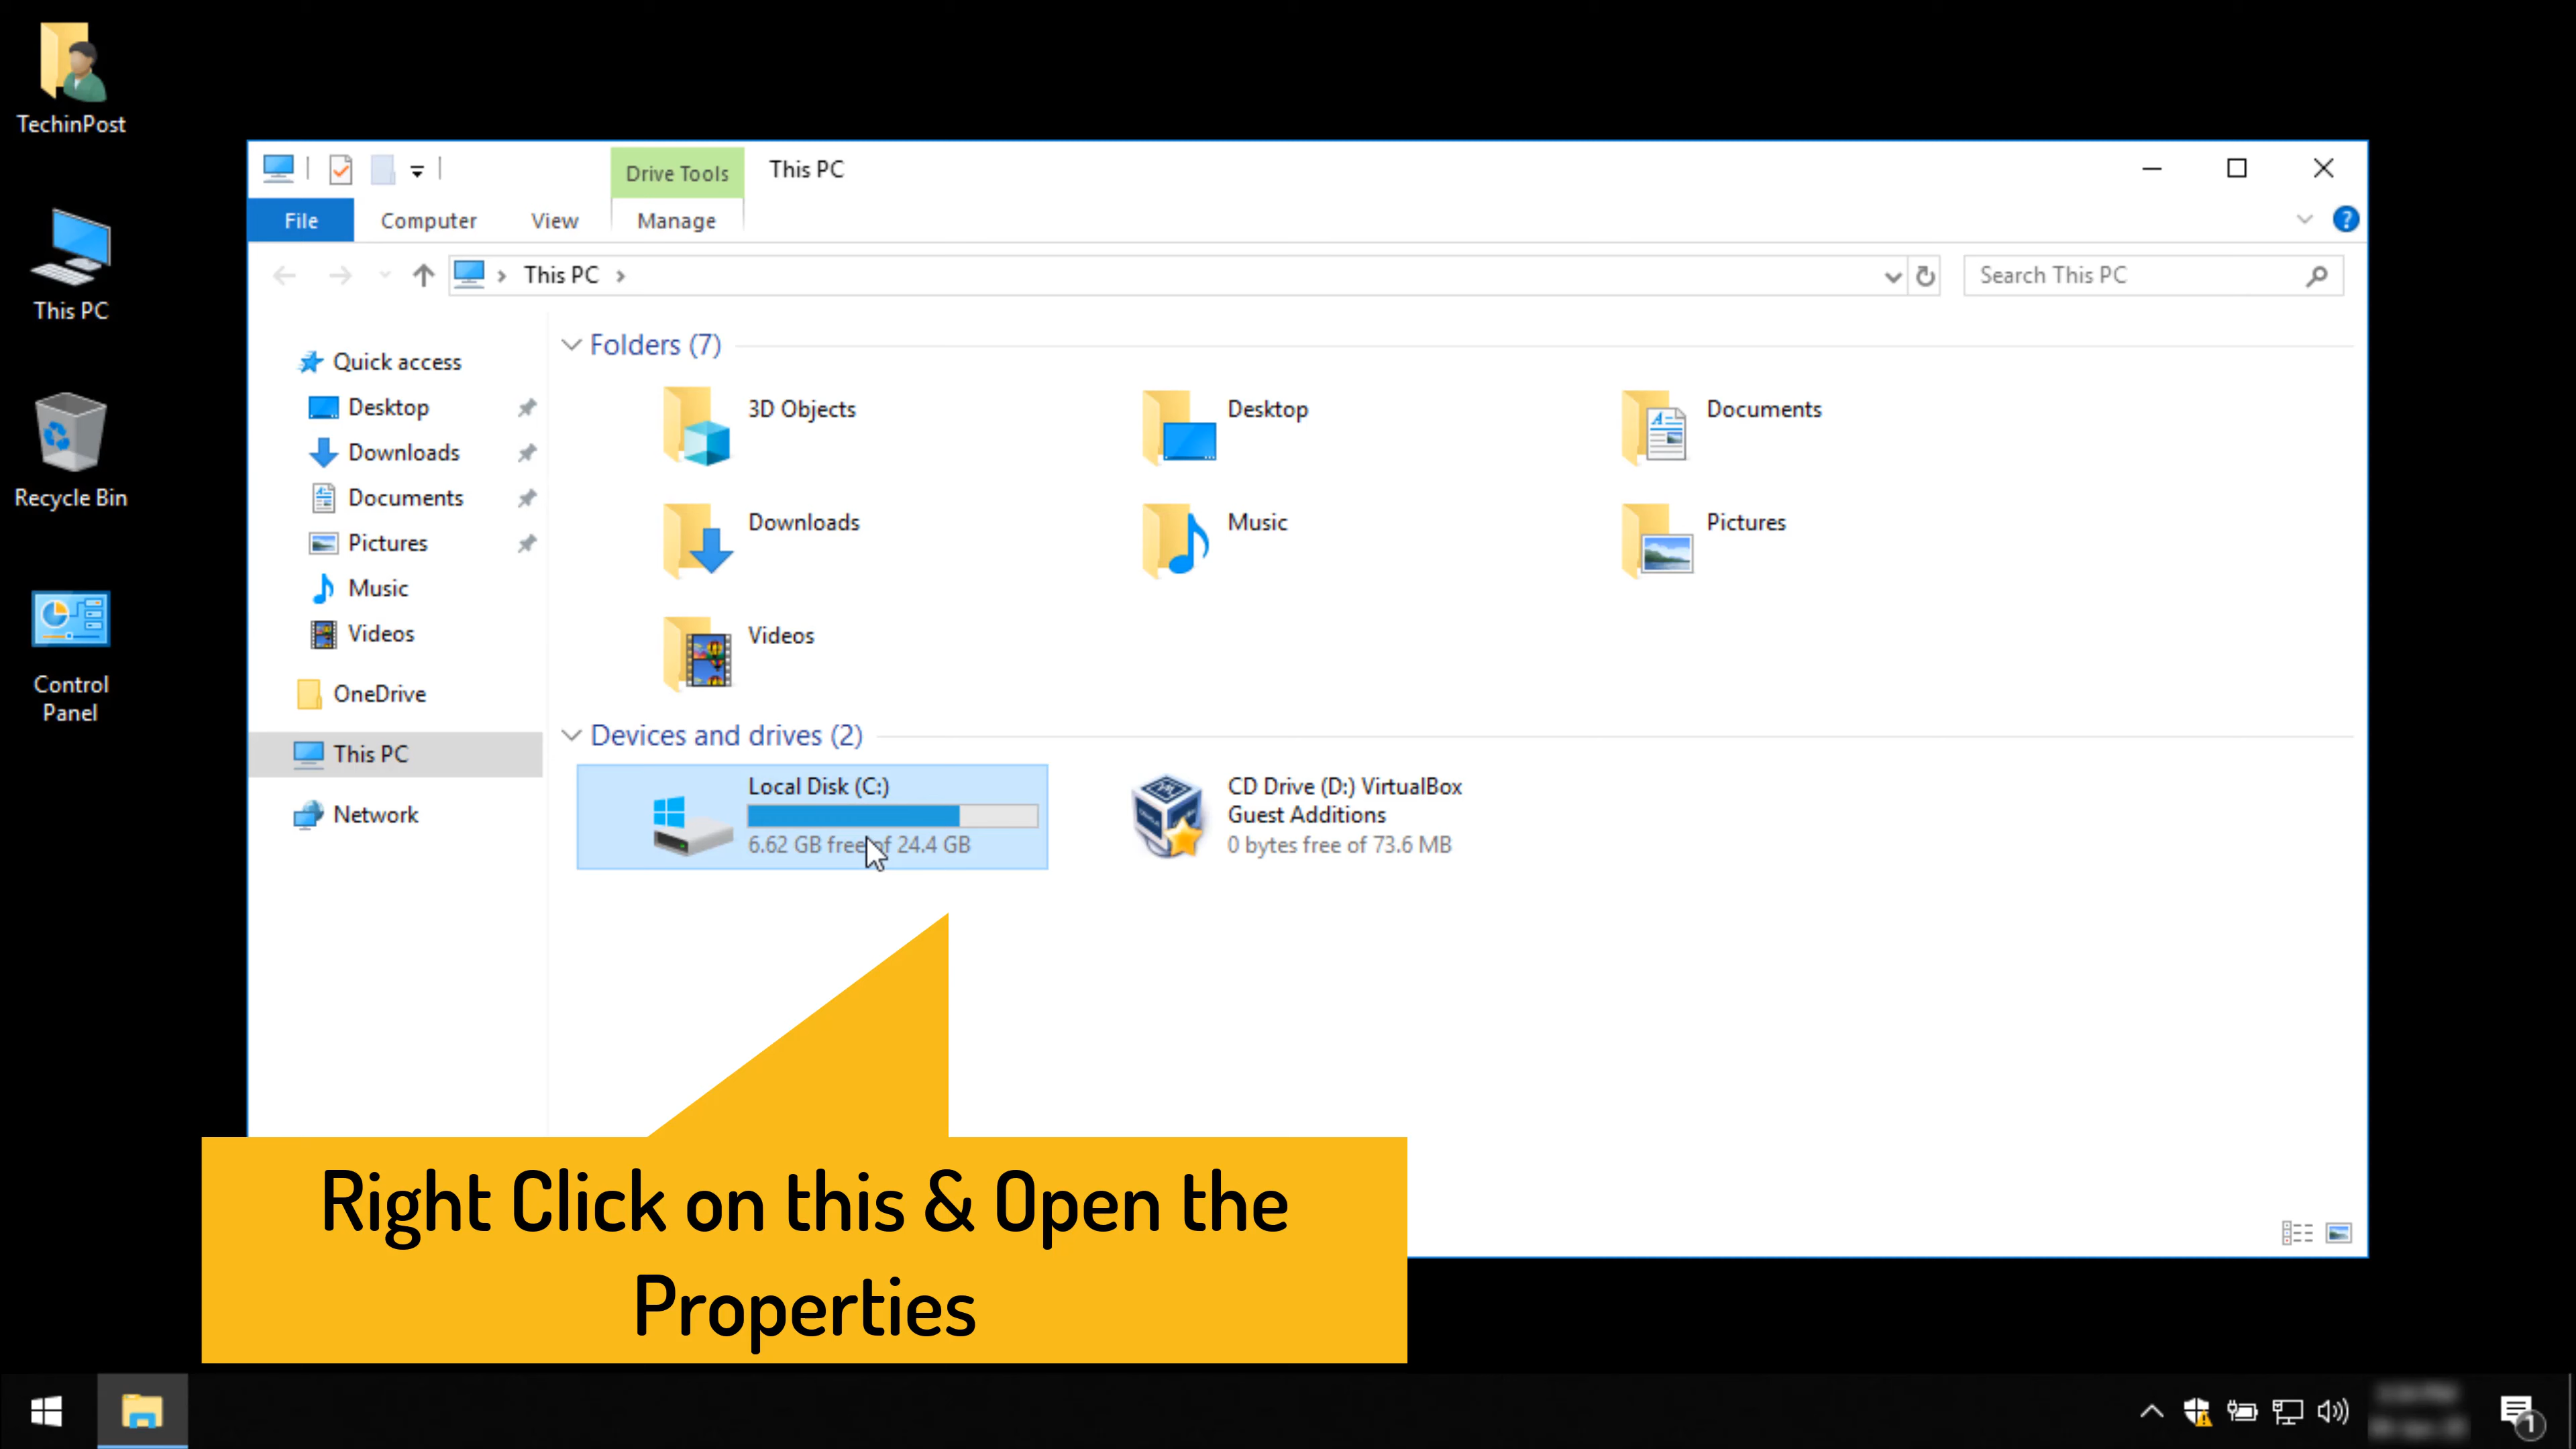 TechinPost
This PC
Recycle Bin
Control
Panel
Drive Tools
This PC
File
Computer
View
Manage
?
This PC
Search This PC
Quick access
Desktop
Downloads
Documents
Pictures
Music
Videos
OneDrive
This PC
Network
Folders (7)
3D Objects
Desktop
Documents
Downloads
Music
Pictures
Videos
Devices and drives (2)
Local Disk (C:)
6.62 GB free of 24.4 GB
CD Drive (D:) VirtualBox
Guest Additions
0 bytes free of 73.6 MB
Right Click on this & Open the
Properties
1